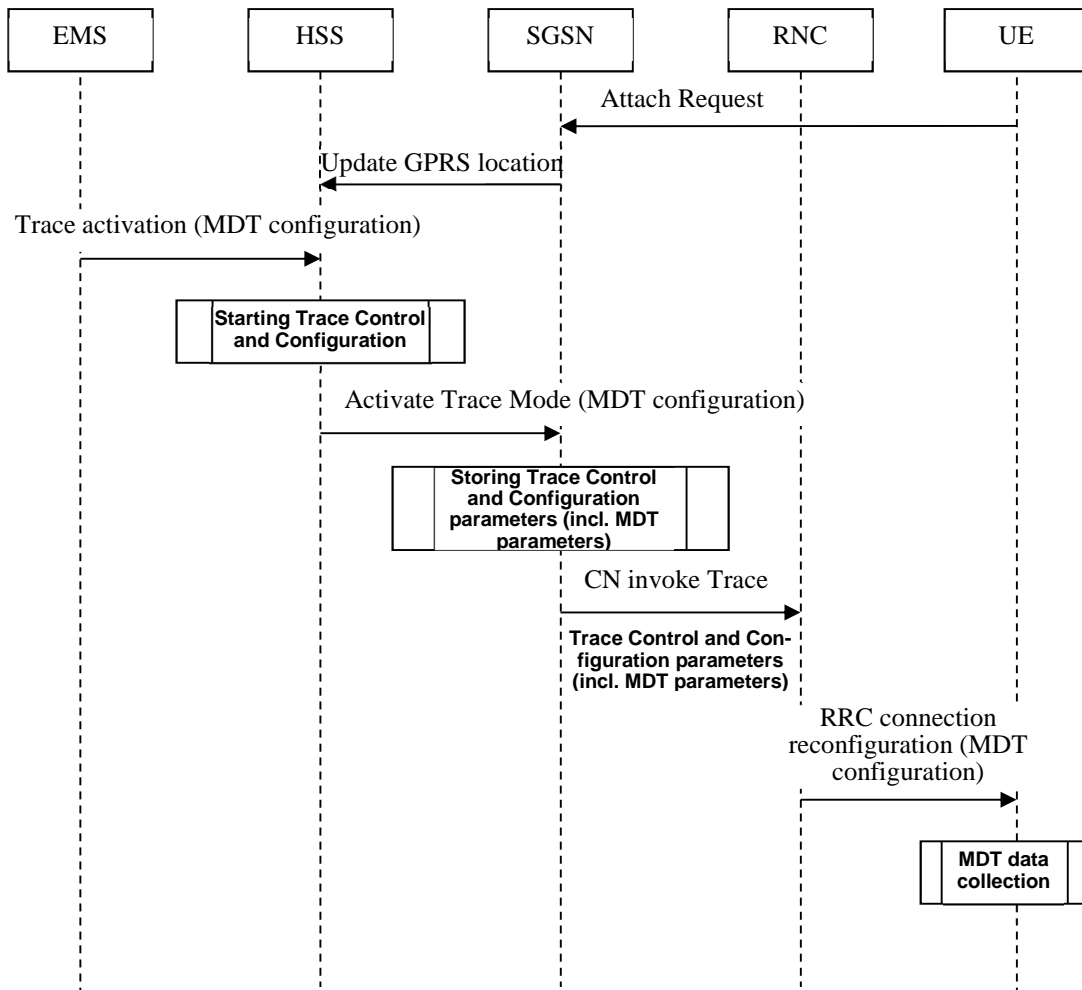 EMS
HSS
SGSN
RNC
UE
Attach Request
Update GPRS location
Trace activation (MDT configuration)
Starting Trace Control
and Configuration
Activate Trace Mode (MDT configuration)
Storing Trace Control
and Configuration
parameters (incl. MDT
parameters)
CN invoke Trace
Trace Control and Con-
figuration parameters
(incl. MDT parameters)
RRC connection
reconfiguration (MDT
configuration)
MDT data
collection